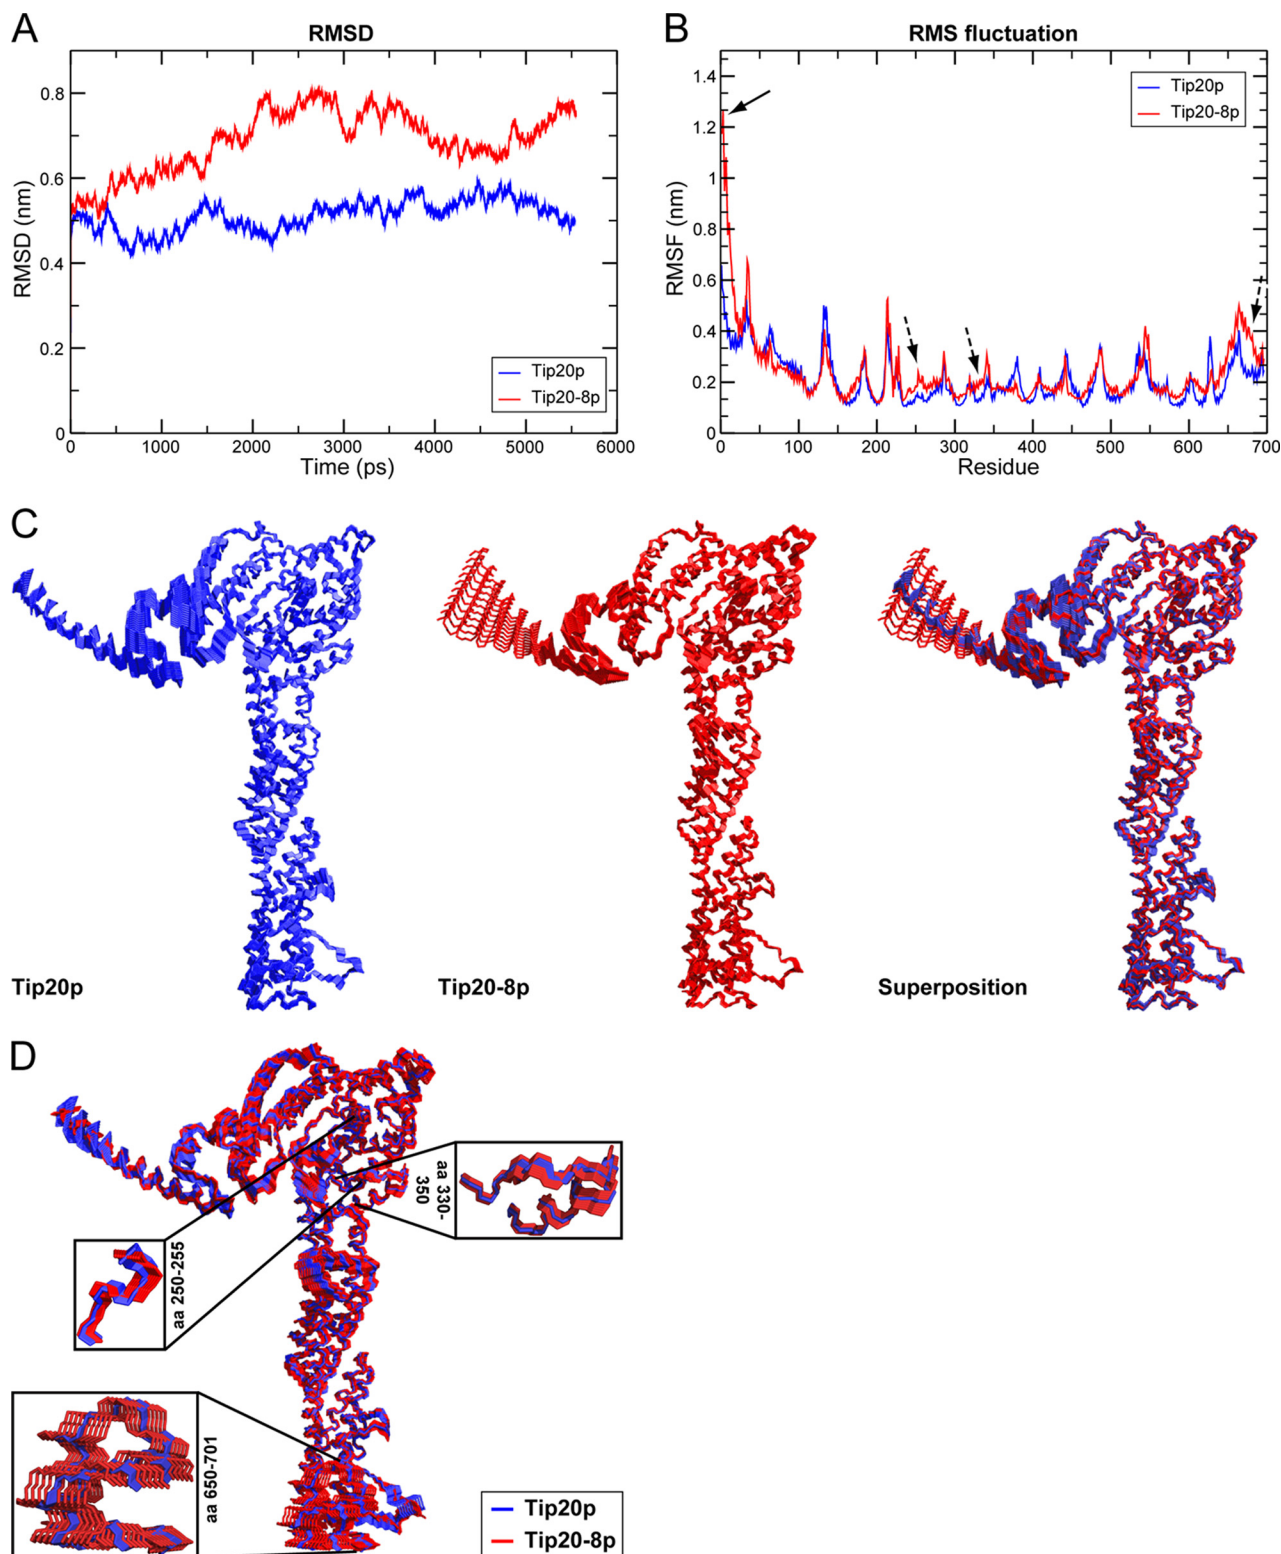 A
RMSD
RMSD (nm)
0.8
0.6
0.4
0.2
0
0
1000
2000
3000
4000
5000
6000
Time (ps)
Tip20p
Tip20-8p
B
RMS fluctuation
RMSF (nm)
1.4
1.2
1
0.8
0.6
0.4
0.2
0
0
100
200
300
400
500
600
700
Residue
Tip20p
Tip20-8p
C
Tip20p
Tip20-8p
Superposition
D
aa 330-
350
aa 250-255
aa 650-701
Tip20p
Tip20-8p